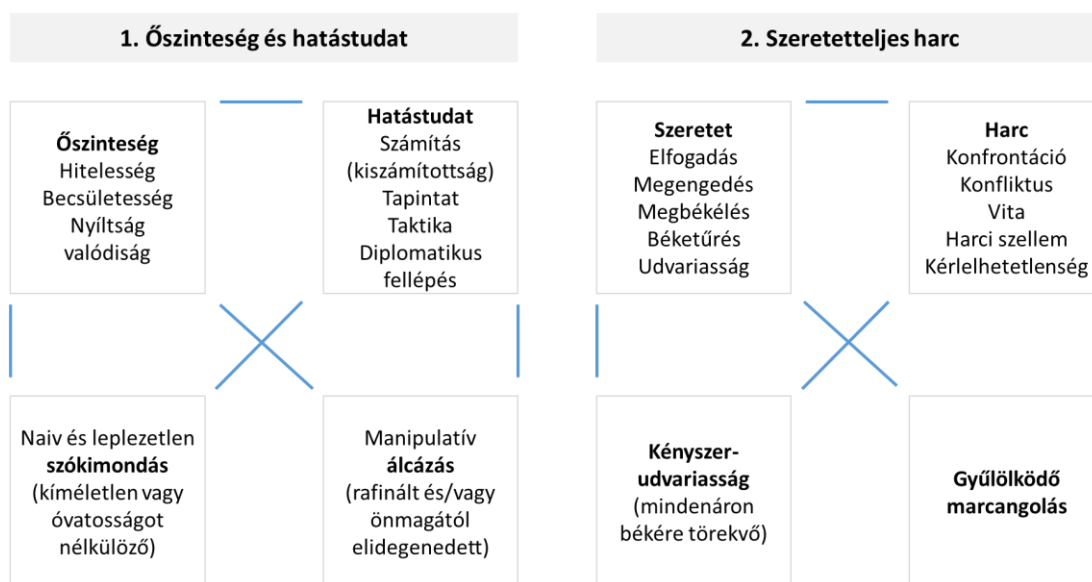 1. Őszinteség és hatástudat
Őszinteség
Hitelesség
Becsületesség
Nyíltság
valódiság
Hatástudat
Számítás
(kiszámítottság)
Tapintat
Taktika
Diplomatikus
fellépés
Naiv és leplezetlen
szókimondás
(kíméletlen vagy
óvatosságot
nélkülöző)
Manipulatív
álcázás
(rafinált és/vagy
önmagától
elidegenedett)
2. Szeretetteljes harc
Szeretet
Elfogadás
Megengedés
Megbékélés
Béketűrés
Udvariasság
Harc
Konfrontáció
Konfliktus
Vita
Harci szellem
Kérlelhetetlenség
Kényszer-
udvariasság
(mindenáron
békére törekvő)
Gyűlölködő
marcangolás